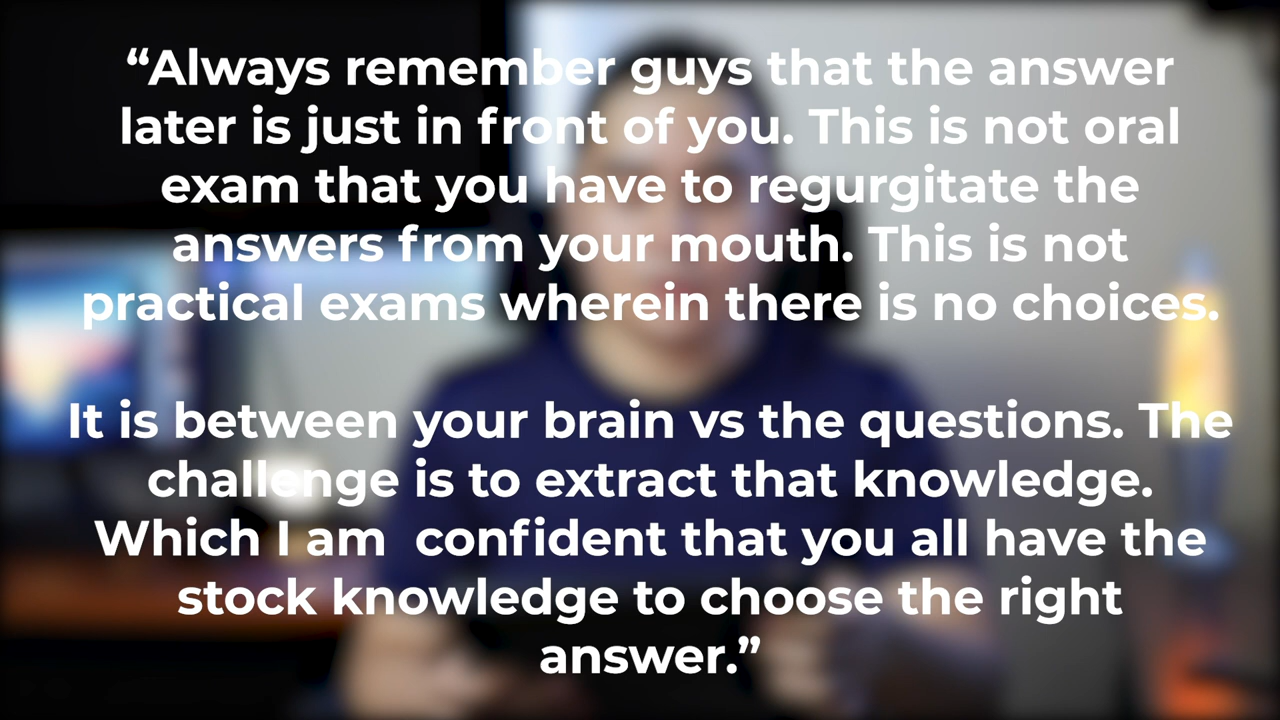 “Always remember guys that the answer
later is just in front of you. This is not oral
exam that you have to regurgitate the
answers from your mouth. This is not
practical exams wherein there is no choices.
It is between your brain vs the questions. The
challenge is to extract that knowledge.
Which I am  confident that you all have the
stock knowledge to choose the right
answer.”